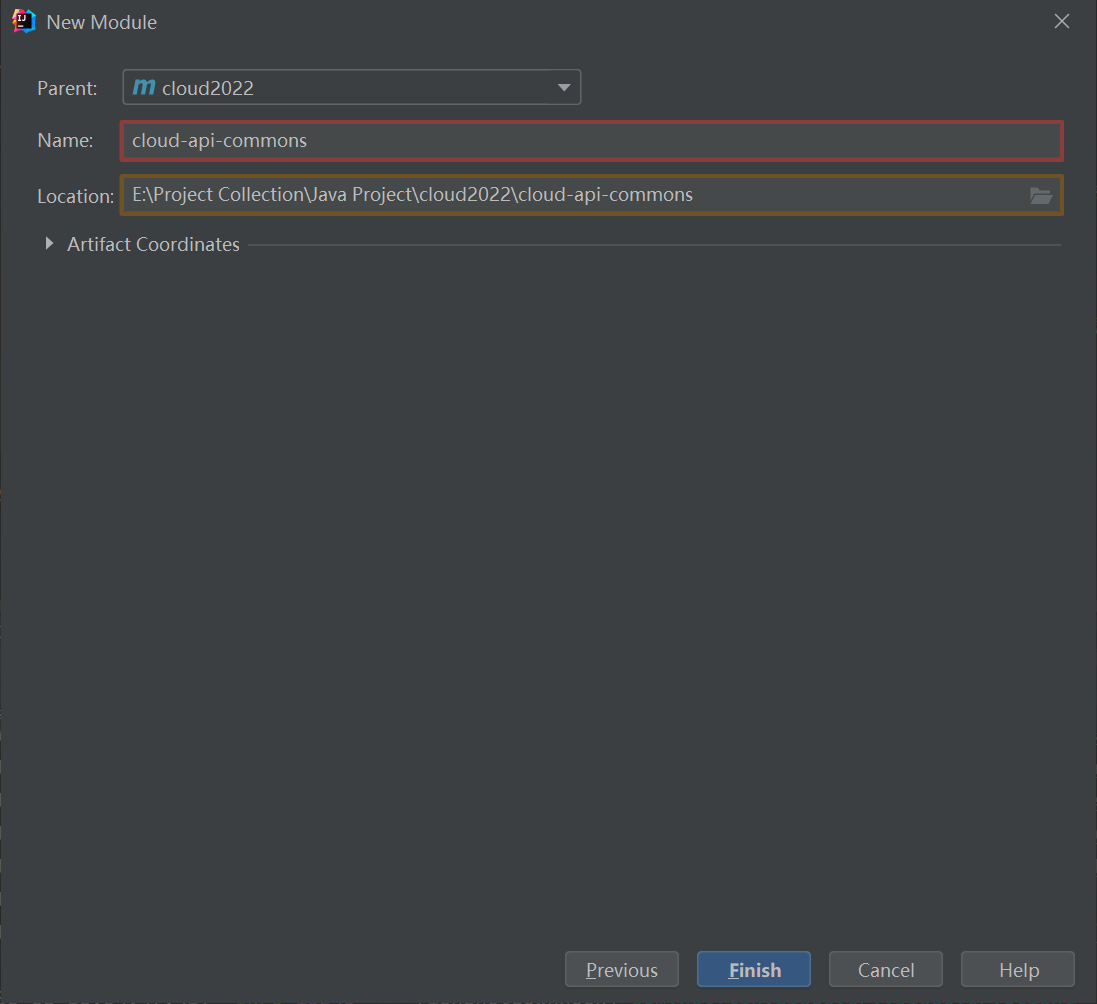 New Module
Parent: cloud2022
Name: cloud-api-commons
Location: E:\Project Collection\Java Project\cloud2022\cloud-api-commons
Artifact Coordinates
Previous Finish Cancel Help